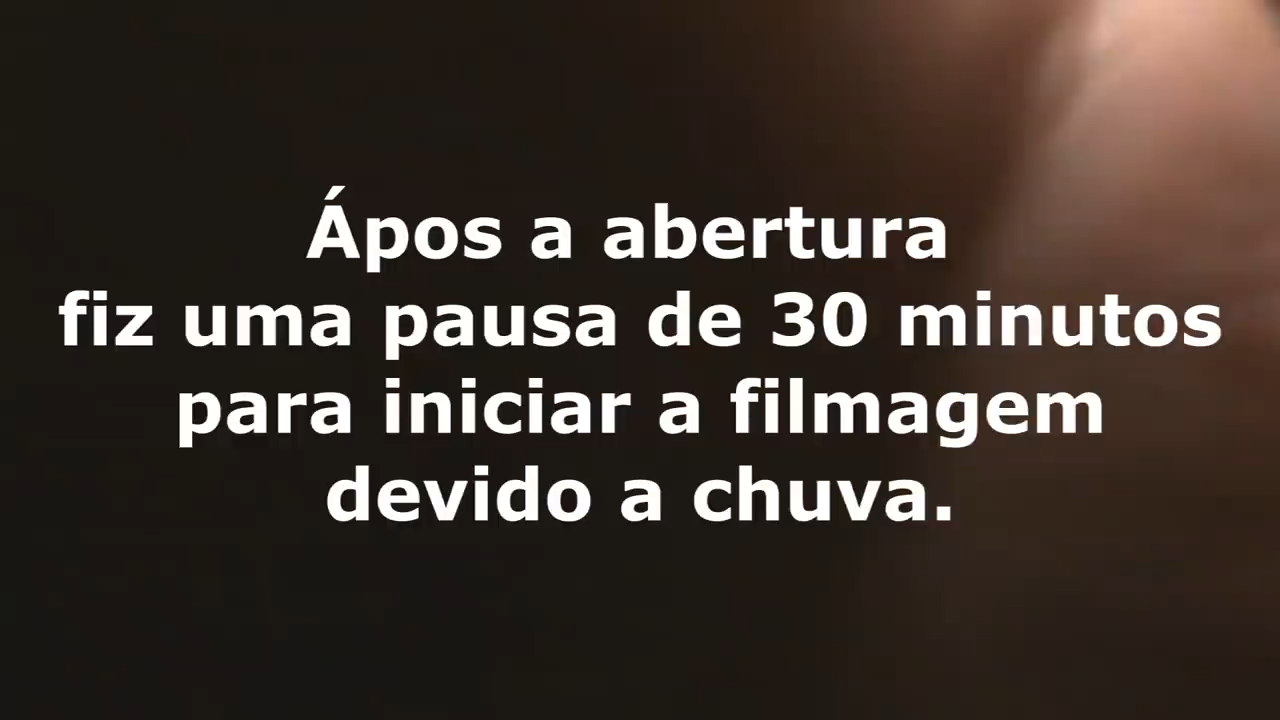 Ápos a abertura
fiz uma pausa de 30 minutos
para iniciar a filmagem
devido a chuva.